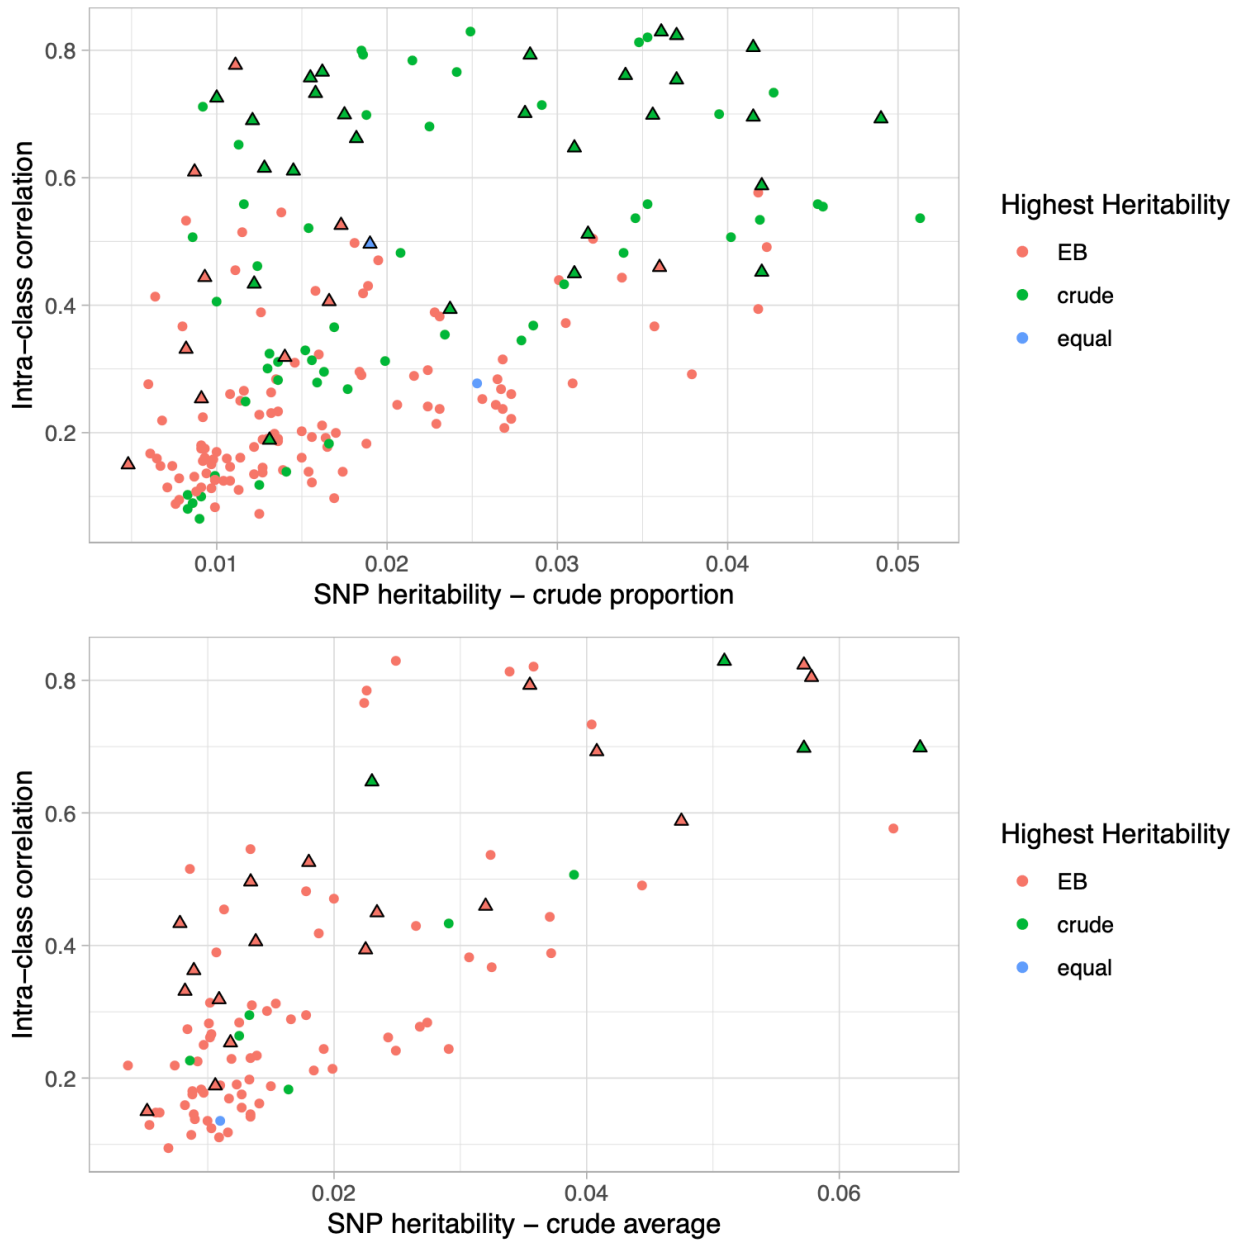 Intra−class correlation
0.8
0.6
0.4
0.2
0.01
0.02
0.03
0.04
0.05
SNP heritability − crude proportion
Highest Heritability
EB
crude
equal
Intra−class correlation
0.8
0.6
0.4
0.2
0.02
0.04
0.06
SNP heritability − crude average
Highest Heritability
EB
crude
equal